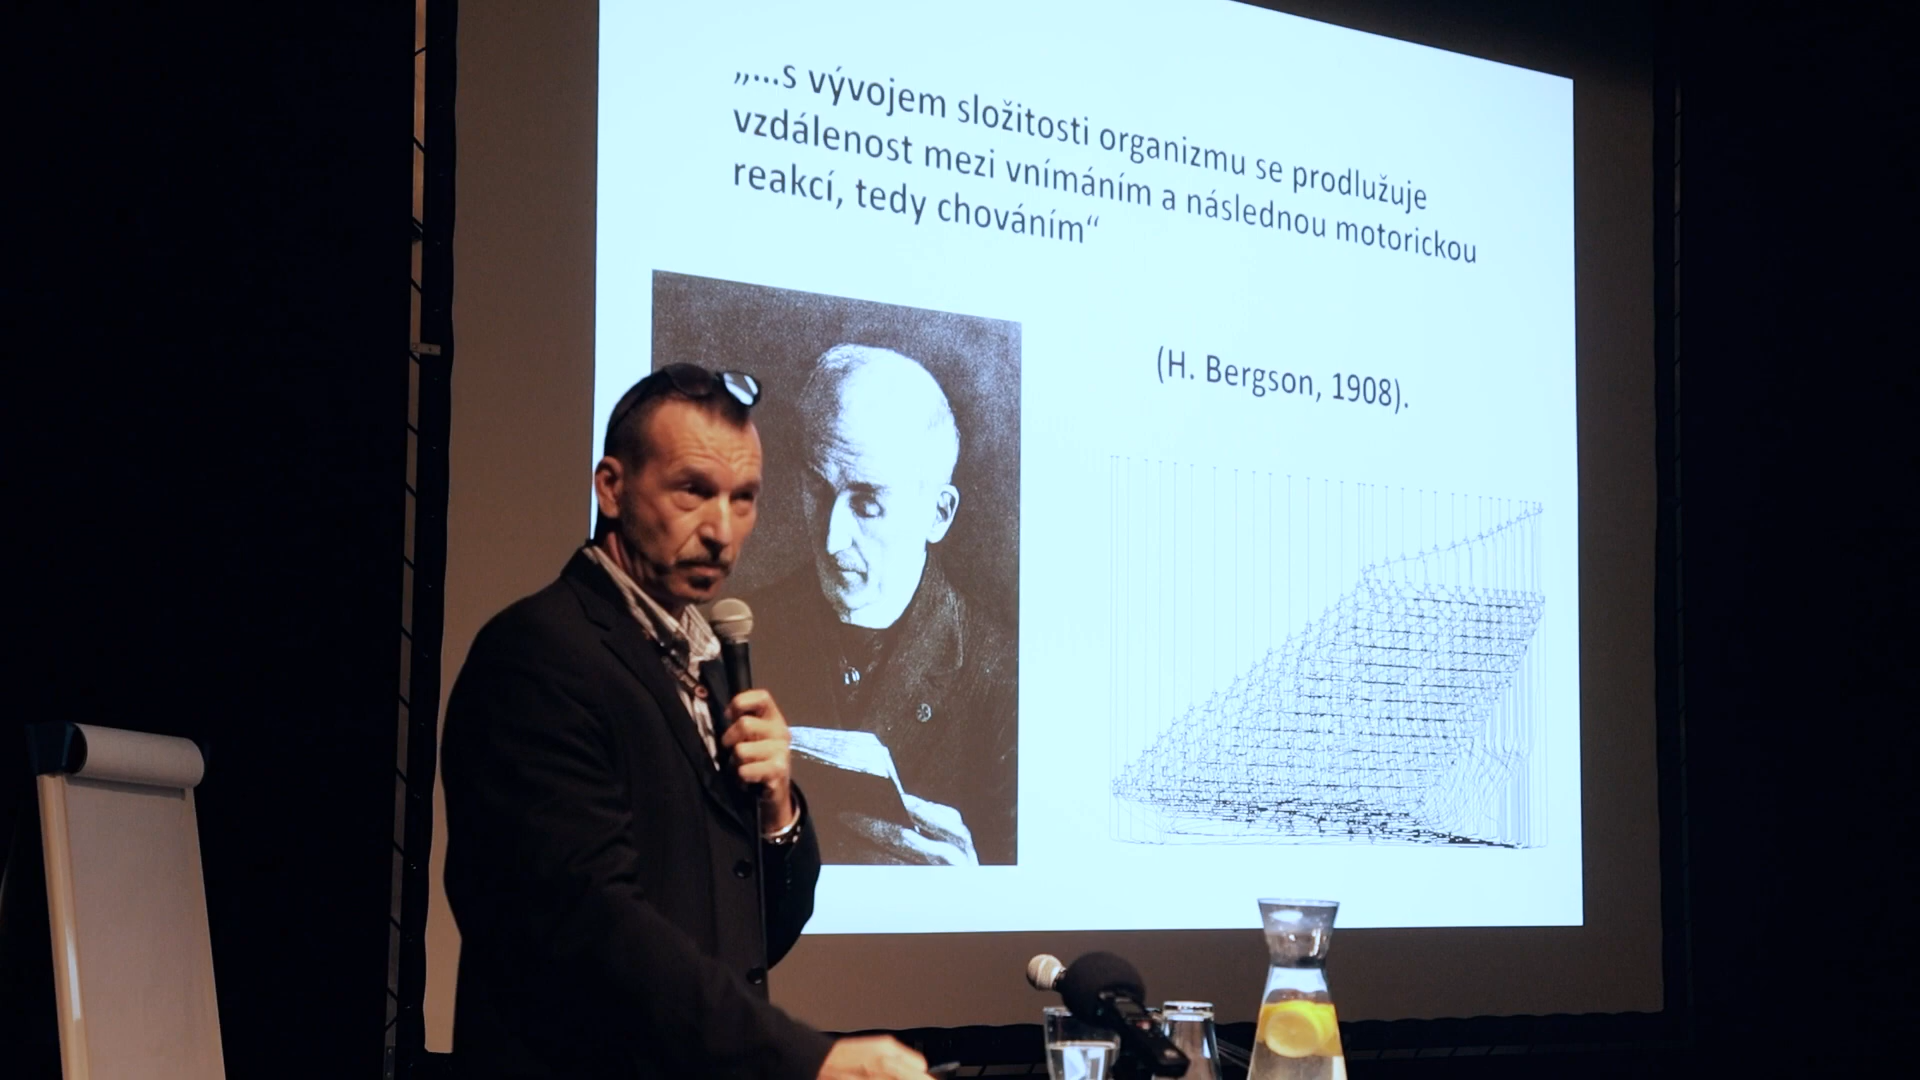 „...s vývojem složitosti organizmu se prodlužuje
vzdálenost mezi vnímáním a následnou motorickou
reakcí, tedy chováním“
(H. Bergson, 1908).